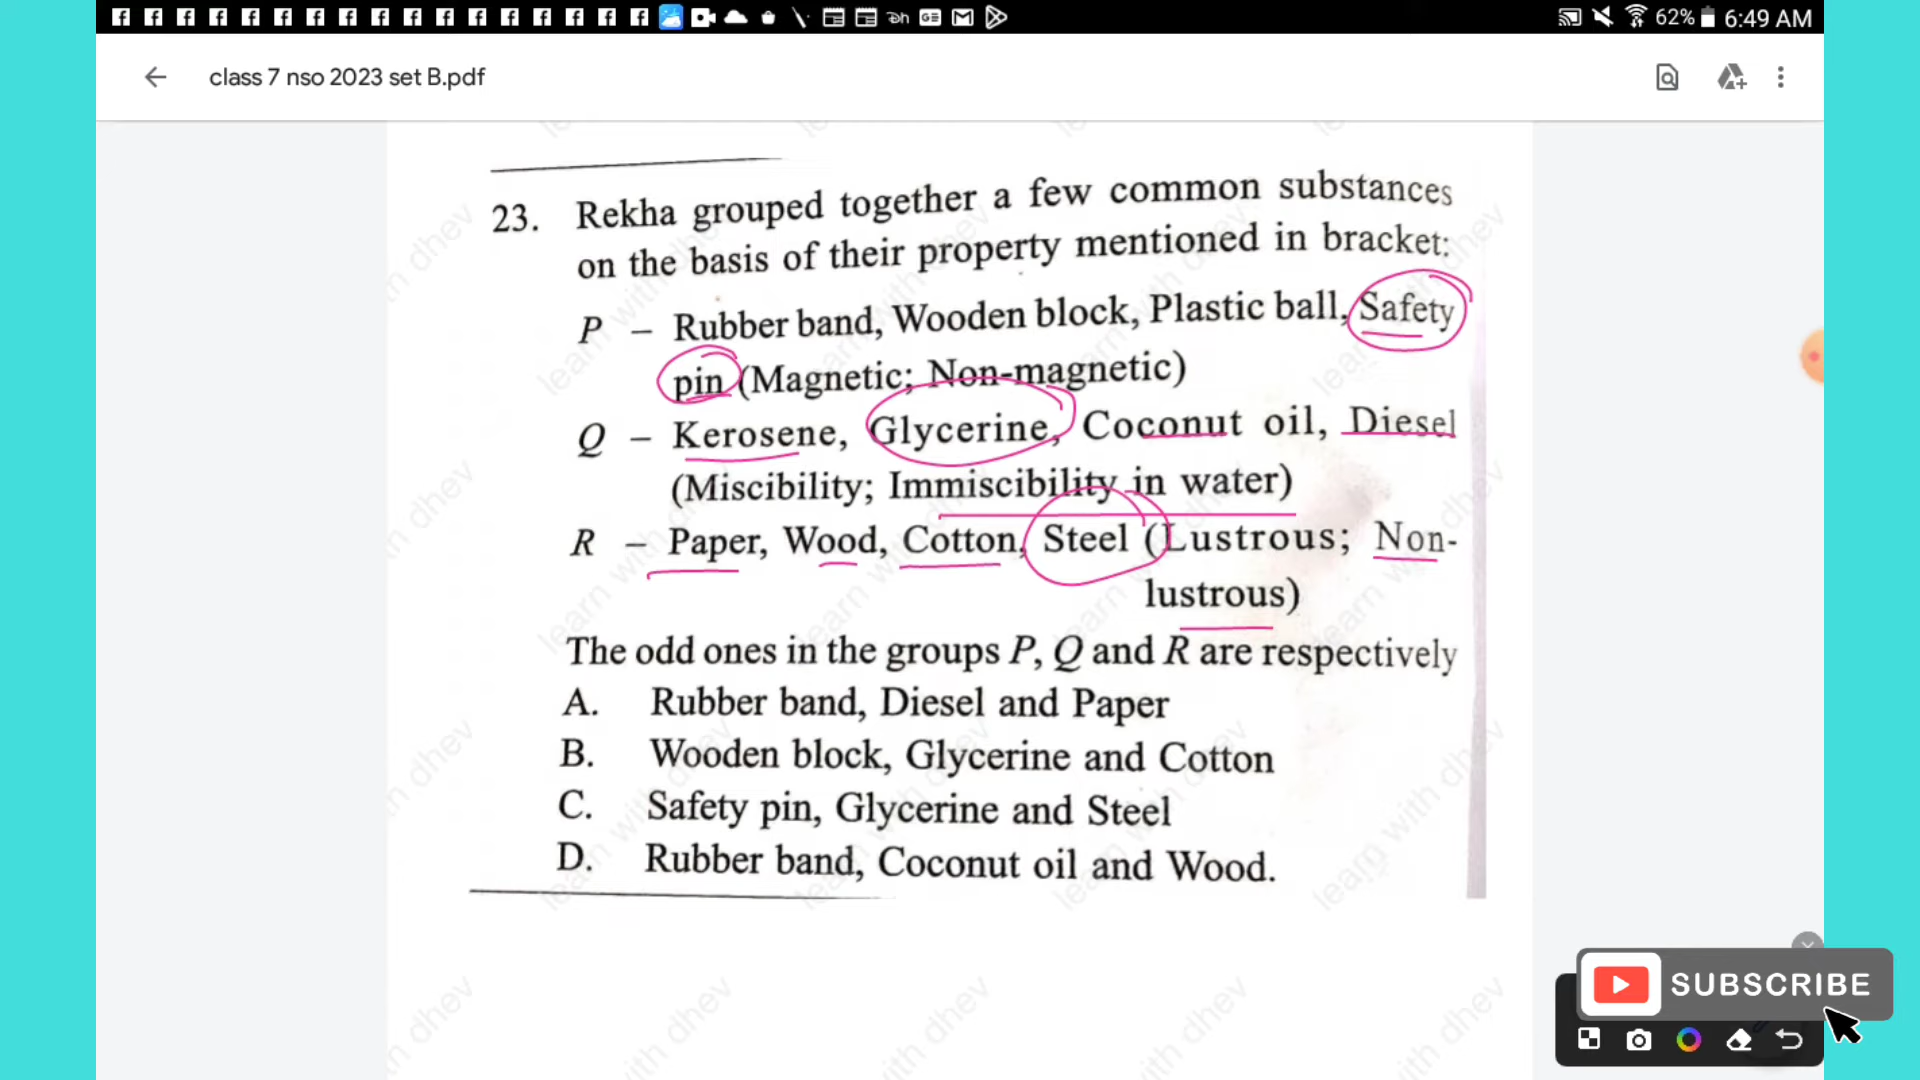 62% 6:49 AM
class 7 nso 2023 set B.pdf
23. Rekha grouped together a few common substances
on the basis of their property mentioned in bracket:
P – Rubber band, Wooden block, Plastic ball, Safety
pin (Magnetic; Non-magnetic)
Q – Kerosene, Glycerine, Coconut oil, Diesel
(Miscibility; Immiscibility in water)
R – Paper, Wood, Cotton, Steel (Lustrous; Non-
lustrous)
The odd ones in the groups P, Q and R are respectively
A. Rubber band, Diesel and Paper
B. Wooden block, Glycerine and Cotton
C. Safety pin, Glycerine and Steel
D. Rubber band, Coconut oil and Wood.
learn with dhev
SUBSCRIBE